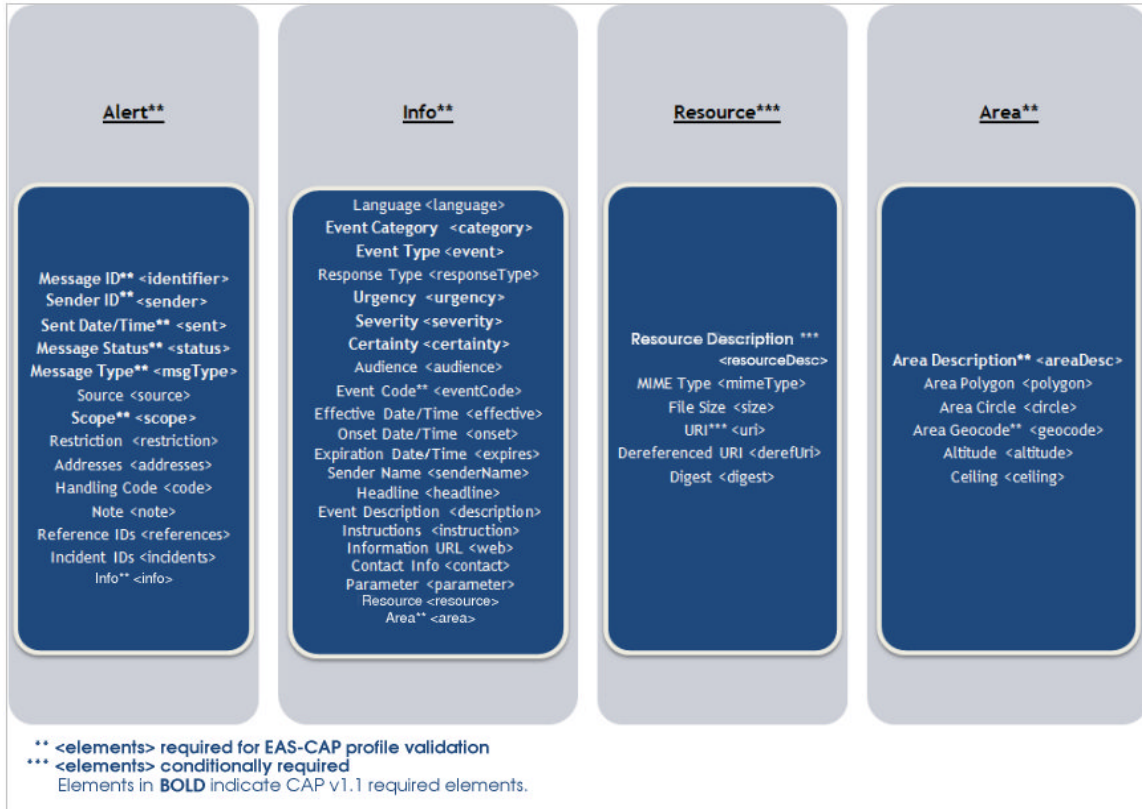 Alert**
Message ID** <identifier>
Sender ID** <sender>
Sent Date/Time** <sent>
Message Status** <status>
Message Type** <msgType>
Source <source>
Scope** <scope>
Restriction <restriction>
Addresses <addresses>
Handling Code <code>
Note <note>
Reference IDs <references>
Incident IDs <incidents>
Info** <info>
Info**
Language <language>
Event Category <category>
Event Type <event>
Response Type <responseType>
Urgency <urgency>
Severity <severity>
Certainty <certainty>
Audience <audience>
Event Code** <eventCode>
Effective Date/Time <effective>
Onset Date/Time <onset>
Expiration Date/Time <expires>
Sender Name <senderName>
Headline <headline>
Event Description <description>
Instructions <instruction>
Information URL <web>
Contact Info <contact>
Parameter <parameter>
Resource <resource>
Area** <area>
Resource***
Resource Description ***
<resourceDesc>
MIME Type <mimeType>
File Size <size>
URI*** <uri>
Dereferenced URI <derefUri>
Digest <digest>
Area**
Area Description** <areaDesc>
Area Polygon <polygon>
Area Circle <circle>
Area Geocode** <geocode>
Altitude <altitude>
Ceiling <ceiling>
** <elements> required for EAS-CAP profile validation
*** <elements> conditionally required
Elements in BOLD indicate CAP v1.1 required elements.